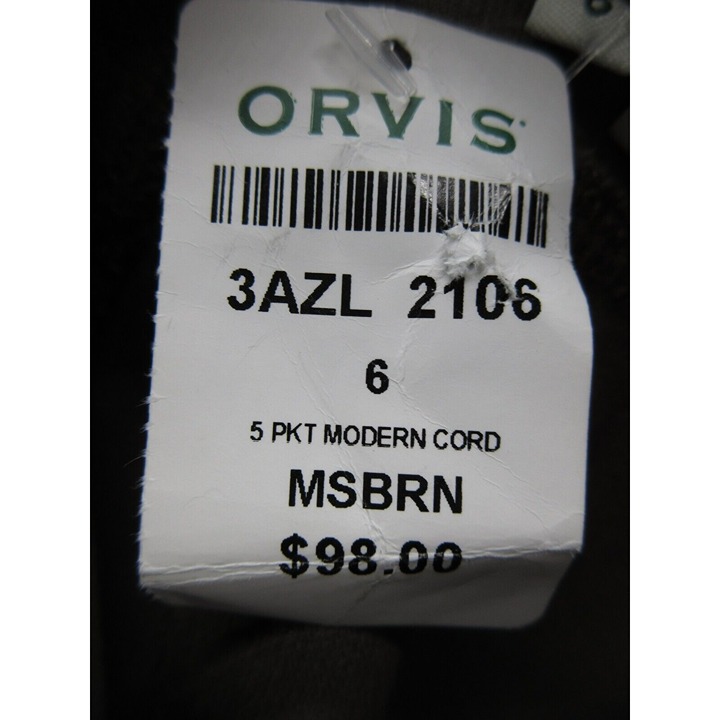 ORVIS
3AZL 2106
6
5 PKT MODERN CORD
MSBRN
$98.00